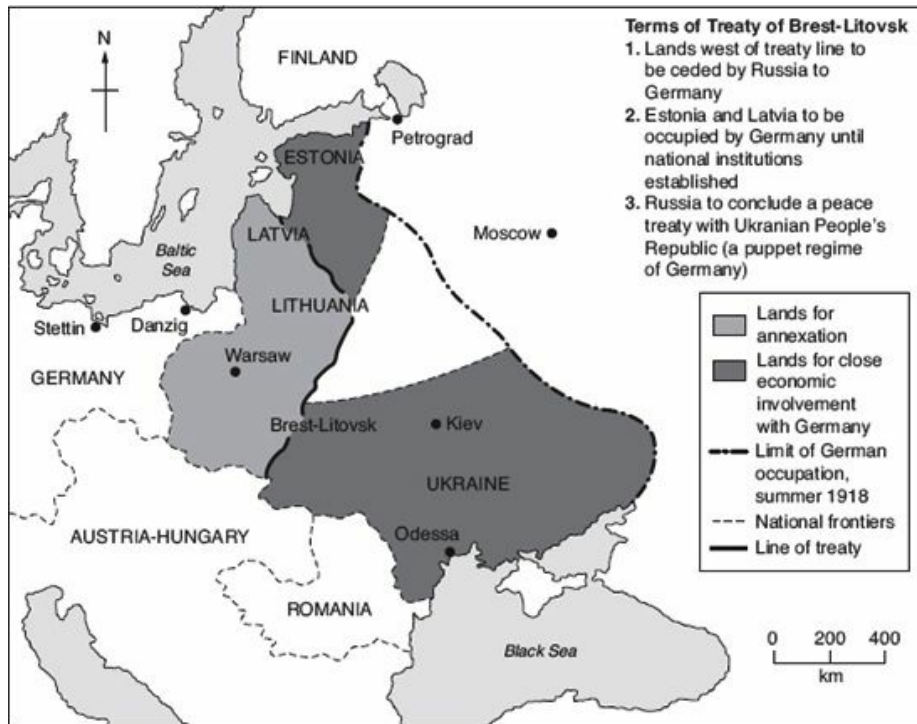 Terms of Treaty of Brest-Litovsk
1. Lands west of treaty line to
be ceded by Russia to
Germany
2. Estonia and Latvia to be
occupied by Germany until
national institutions
established
3. Russia to conclude a peace
treaty with Ukranian People's
Republic (a puppet regime
of Germany)
N
FINLAND
Petrograd
ESTONIA
LATVIA
Moscow
Baltic
Sea
LITHUANIA
Stettin
Danzig
Warsaw
GERMANY
Brest-Litovsk
Kiev
UKRAINE
AUSTRIA-HUNGARY
Odessa
ROMANIA
Black Sea
Lands for
annexation
Lands for close
economic
involvement
with Germany
Limit of German
occupation,
summer 1918
National frontiers
Line of treaty
0 200 400
km